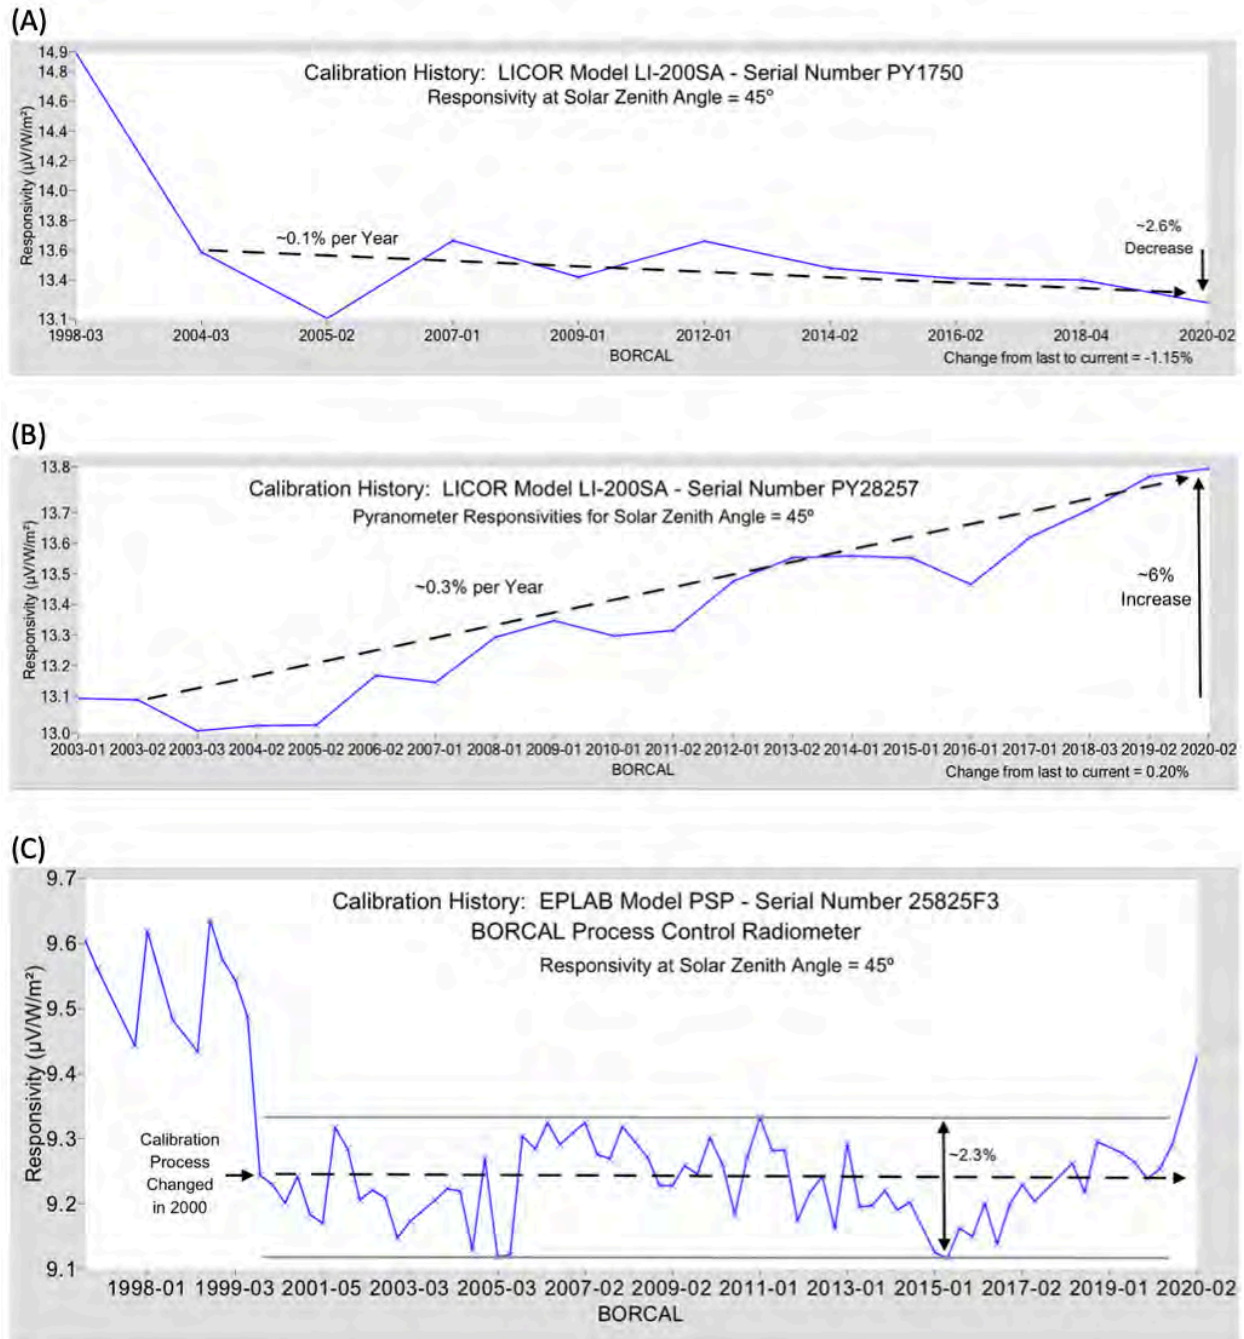 (A)
Calibration History: LICOR Model LI-200SA - Serial Number PY1750
Responsivity at Solar Zenith Angle = 45º
Responsivity (µV/W/m²)
14.9
14.8
14.6
14.4
14.2
14.0
13.8
13.6
13.4
13.1
~0.1% per Year
~2.6%
Decrease
1998-03 2004-03 2005-02 2007-01 2009-01 2012-01 2014-02 2016-02 2018-04 2020-02
BORCAL
Change from last to current = -1.15%
(B)
Calibration History: LICOR Model LI-200SA - Serial Number PY28257
Pyranometer Responsivities for Solar Zenith Angle = 45º
Responsivity (µV/W/m²)
13.8
13.7
13.6
13.5
13.4
13.3
13.2
13.1
13.0
~0.3% per Year
~6%
Increase
2003-01 2003-02 2003-03 2004-02 2005-02 2006-02 2007-01 2008-01 2009-01 2010-01 2011-02 2012-01 2013-02 2014-01 2015-01 2016-01 2017-01 2018-03 2019-02 2020-02
BORCAL
Change from last to current = 0.20%
(C)
Calibration History: EPLAB Model PSP - Serial Number 25825F3
BORCAL Process Control Radiometer
Responsivity at Solar Zenith Angle = 45º
Responsivity (µV/W/m²)
9.7
9.6
9.5
9.4
9.3
9.2
9.1
Calibration
Process
Changed
in 2000
~2.3%
1998-01 1999-03 2001-05 2003-03 2005-03 2007-02 2009-02 2011-01 2013-01 2015-01 2017-02 2019-01 2020-02
BORCAL